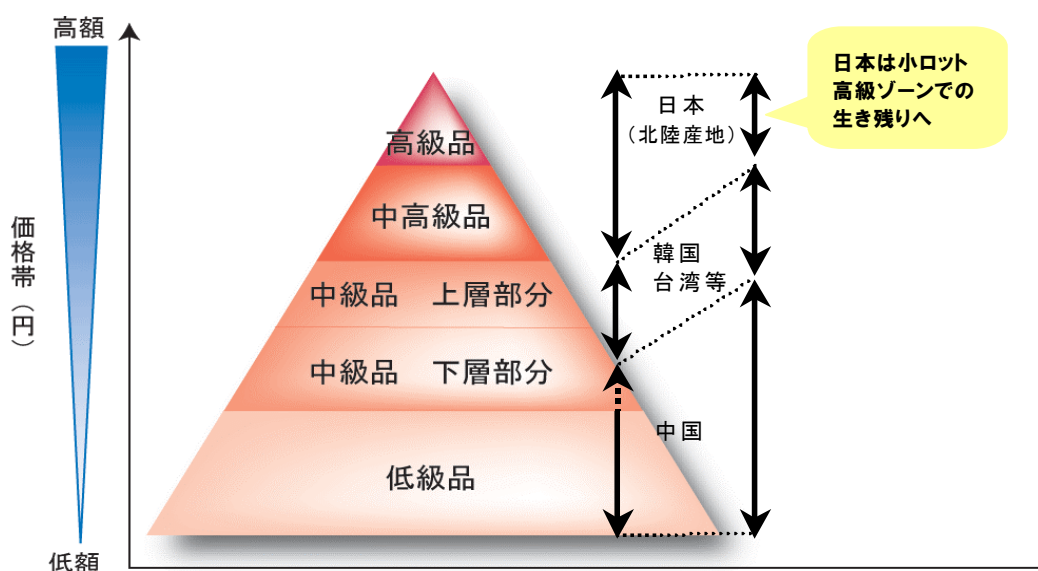 高額
価格帯（円）
低額
高級品
中高級品
中級品　上層部分
中級品　下層部分
低級品
日本
（北陸産地）
韓国
台湾等
中国
日本は小ロット
高級ゾーンでの
生き残りへ